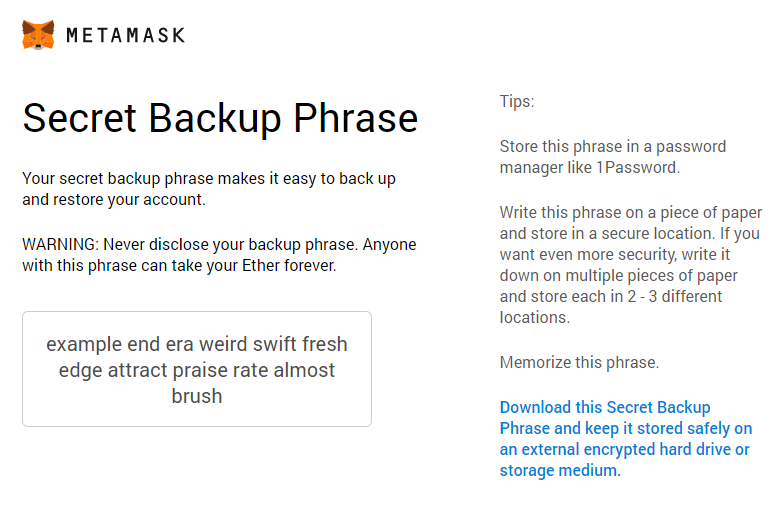 METAMASK
Secret Backup Phrase
Your secret backup phrase makes it easy to back up
and restore your account.
WARNING: Never disclose your backup phrase. Anyone
with this phrase can take your Ether forever.
example end era weird swift fresh
edge attract praise rate almost
brush
Tips:
Store this phrase in a password
manager like 1Password.
Write this phrase on a piece of paper
and store in a secure location. If you
want even more security, write it
down on multiple pieces of paper
and store each in 2 - 3 different
locations.
Memorize this phrase.
Download this Secret Backup
Phrase and keep it stored safely on
an external encrypted hard drive or
storage medium.